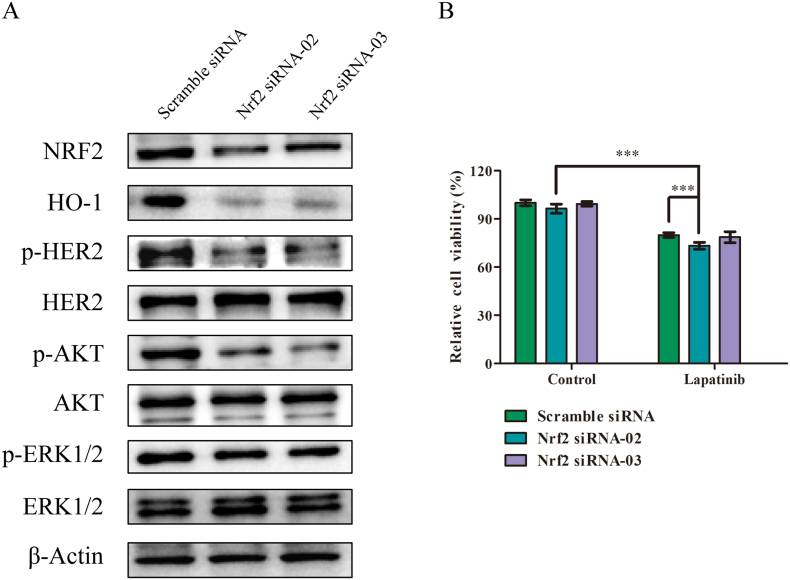 A
Scramble siRNA
Nrf2 siRNA-02
Nrf2 siRNA-03
NRF2
HO-1
p-HER2
HER2
p-AKT
AKT
p-ERK1/2
ERK1/2
β-Actin
B
Relative cell viability (%)
120
90
60
30
0
***
***
Control
Lapatinib
Scramble siRNA
Nrf2 siRNA-02
Nrf2 siRNA-03